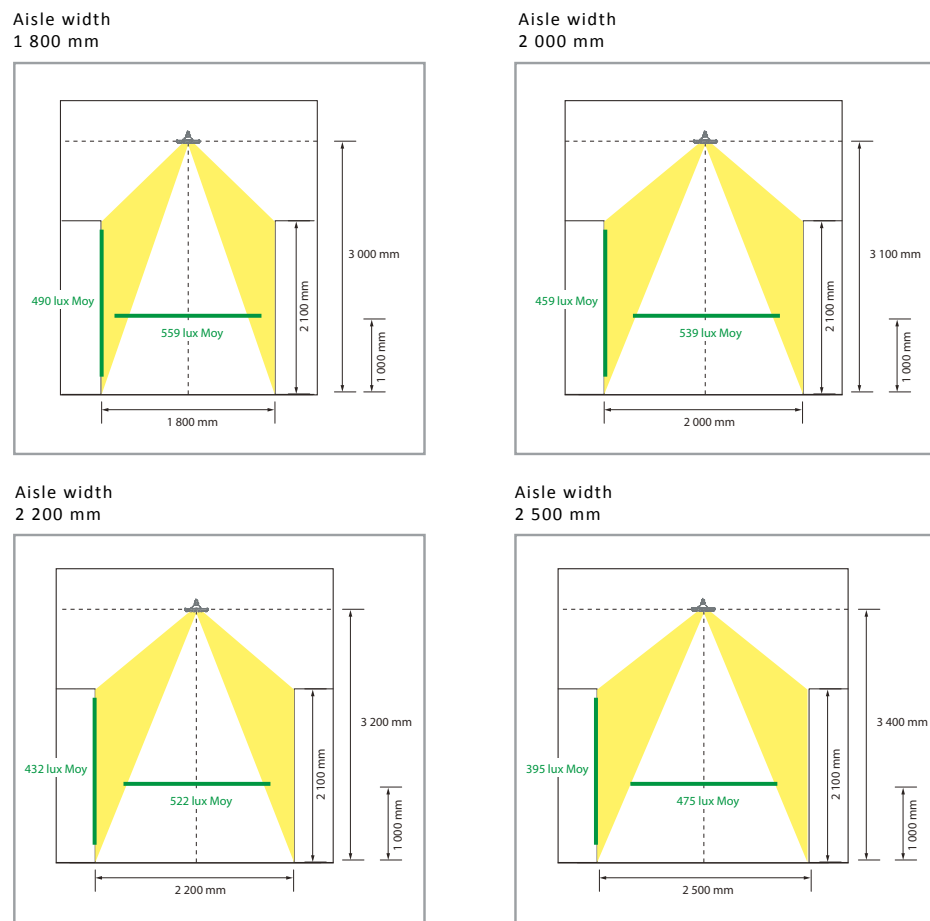 Aisle width
1 800 mm
3 000 mm
2 100 mm
490 lux Moy
559 lux Moy
1 000 mm
1 800 mm
Aisle width
2 000 mm
3 100 mm
2 100 mm
459 lux Moy
539 lux Moy
1 000 mm
2 000 mm
Aisle width
2 200 mm
3 200 mm
2 100 mm
432 lux Moy
522 lux Moy
1 000 mm
2 200 mm
Aisle width
2 500 mm
3 400 mm
2 100 mm
395 lux Moy
475 lux Moy
1 000 mm
2 500 mm